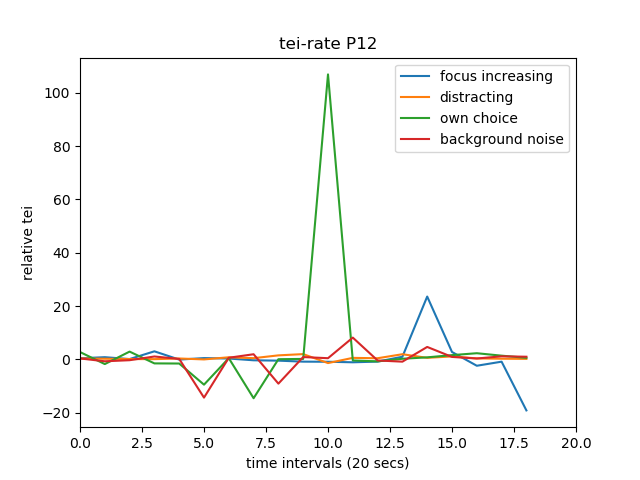 tei-rate P12
focus increasing
distracting
own choice
background noise
relative tei
100
80
60
40
20
0
−20
0.0 2.5 5.0 7.5 10.0 12.5 15.0 17.5 20.0
time intervals (20 secs)